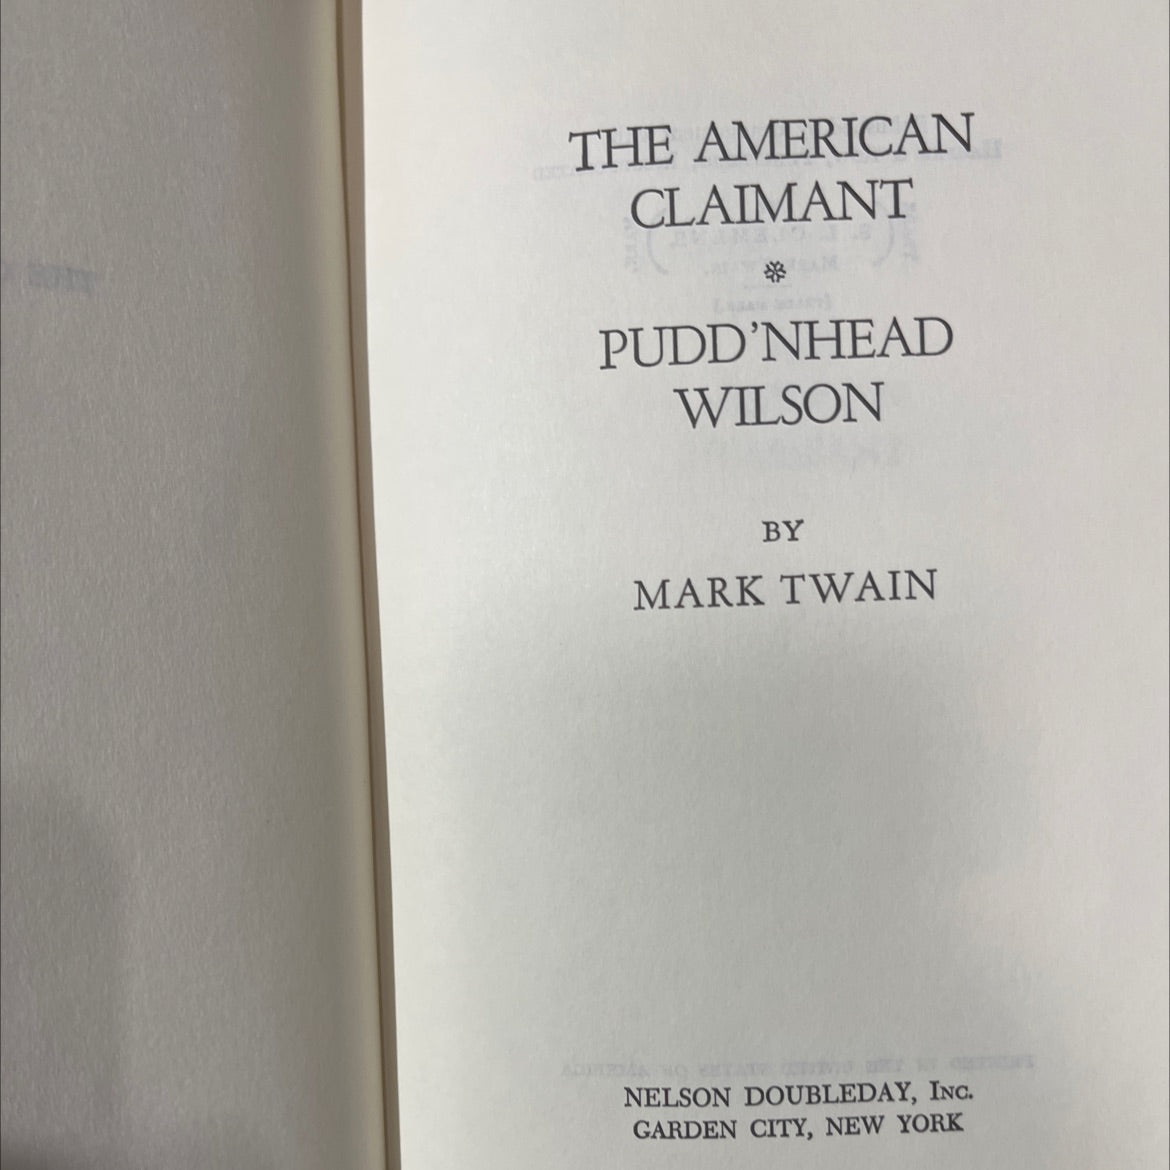 THE AMERICAN
CLAIMANT
PUDD'NHEAD
WILSON
BY
MARK TWAIN
NELSON DOUBLEDAY, INC.
GARDEN CITY, NEW YORK